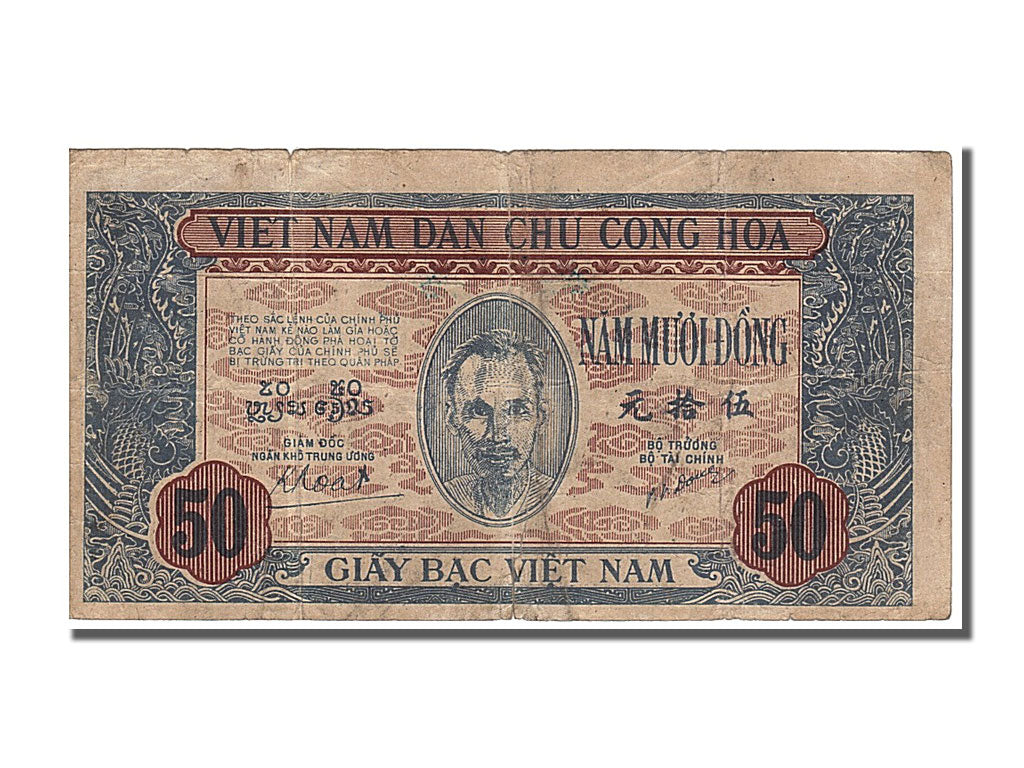 VIET NAM DAN CHU CONG HOA
THEO SẮC LỆNH CỦA CHÍNH PHỦ
VIỆT NAM KẺ NÀO LÀM GIẢ HOẶC
CÓ HÀNH ĐỘNG PHÁ HOẠI TỜ
BẠC GIẤY CỦA CHÍNH PHỦ SẼ
BỊ TRỪNG TRỊ THEO QUÂN PHÁP
GIÁM ĐỐC
NGÂN KHỐ TRUNG ƯƠNG
NĂM MƯƠI ĐỒNG
元拾伍
BỘ TRƯỞNG
BỘ TÀI CHÍNH
50
50
GIẤY BẠC VIỆT NAM